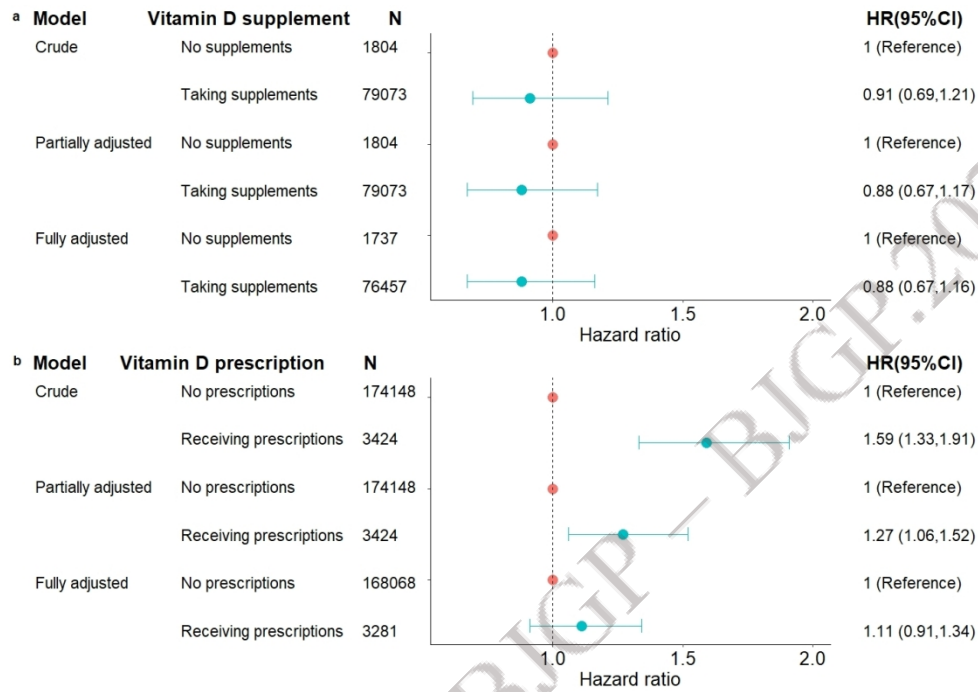 a Model Vitamin D supplement N HR(95%CI)
Crude No supplements 1804 1 (Reference)
Taking supplements 79073 0.91 (0.69,1.21)
Partially adjusted No supplements 1804 1 (Reference)
Taking supplements 79073 0.88 (0.67,1.17)
Fully adjusted No supplements 1737 1 (Reference)
Taking supplements 76457 0.88 (0.67,1.16)
1.0 1.5 2.0
Hazard ratio
b Model Vitamin D prescription N HR(95%CI)
Crude No prescriptions 174148 1 (Reference)
Receiving prescriptions 3424 1.59 (1.33,1.91)
Partially adjusted No prescriptions 174148 1 (Reference)
Receiving prescriptions 3424 1.27 (1.06,1.52)
Fully adjusted No prescriptions 168068 1 (Reference)
Receiving prescriptions 3281 1.11 (0.91,1.34)
1.0 1.5 2.0
Hazard ratio
BJGP – BJGP.202